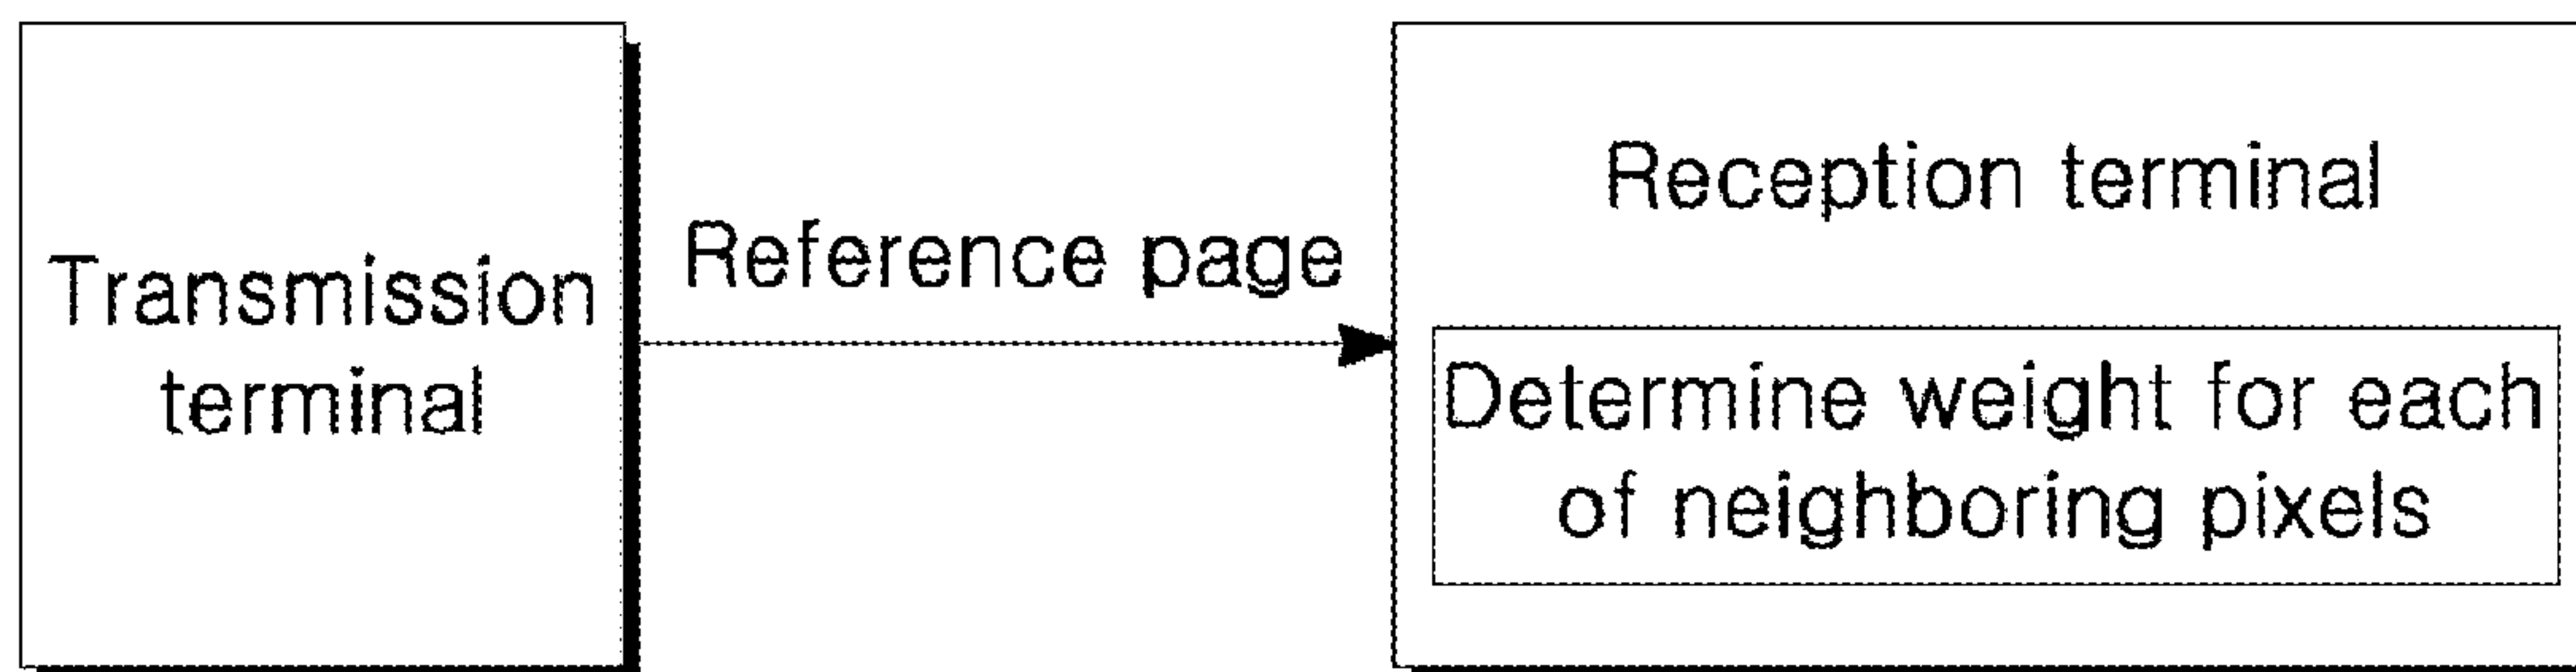 Transmission
terminal
Reference page
Reception terminal
Determine weight for each
of neighboring pixels